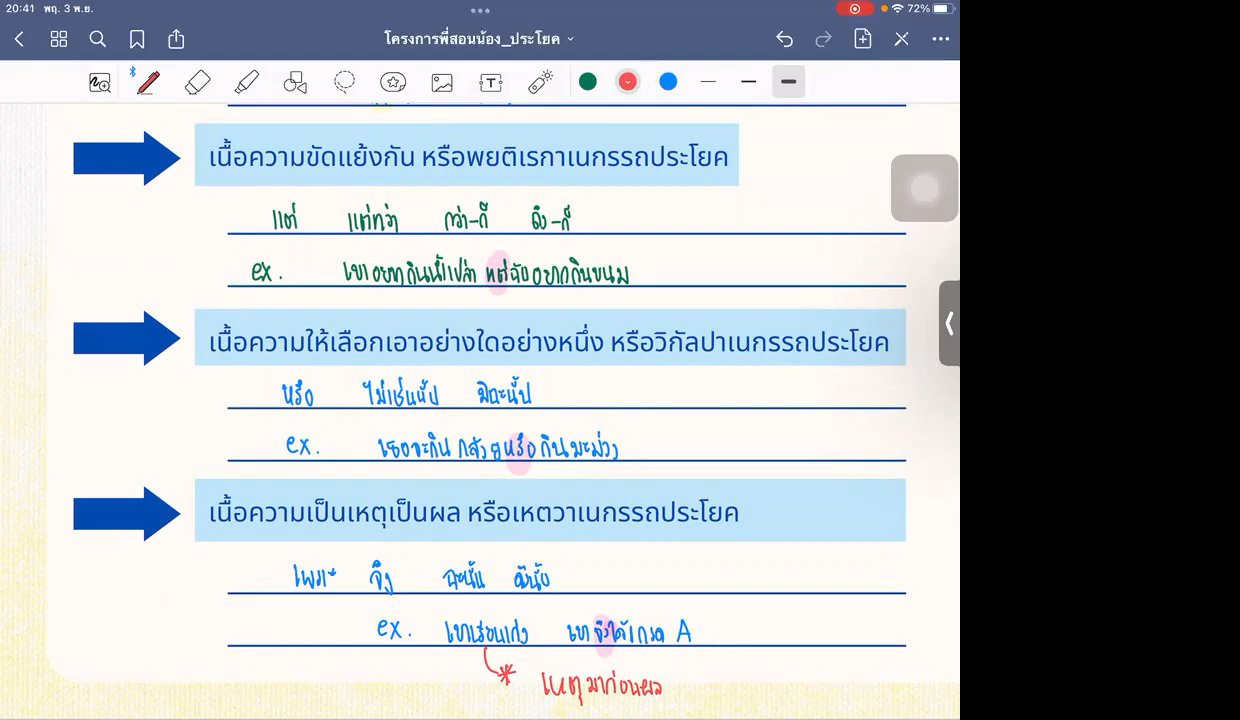 20:41 พฤ. 3 พ.ย.
72%
โครงการพี่สอนน้อง_ประโยค
เนื้อความขัดแย้งกัน หรือพยติเรกาเนกรรถประโยค
แต่ แต่ทว่า กว่า-ก็ ถึง-ก็
ex. เขาอยากกินน้ำเปล่า แต่ฉันอยากกินขนม
เนื้อความให้เลือกเอาอย่างใดอย่างหนึ่ง หรือวิกัลปาเนกรรถประโยค
หรือ ไม่เช่นนั้น มิฉะนั้น
ex. เธอจะกินกล้วยหรือกินมะม่วง
เนื้อความเป็นเหตุเป็นผล หรือเหตวาเนกรรถประโยค
เพราะ จึง ฉะนั้น ดังนั้น
ex. เขาเรียนเก่ง เขาจึงได้เกรด A
* เหตุมาก่อนผล